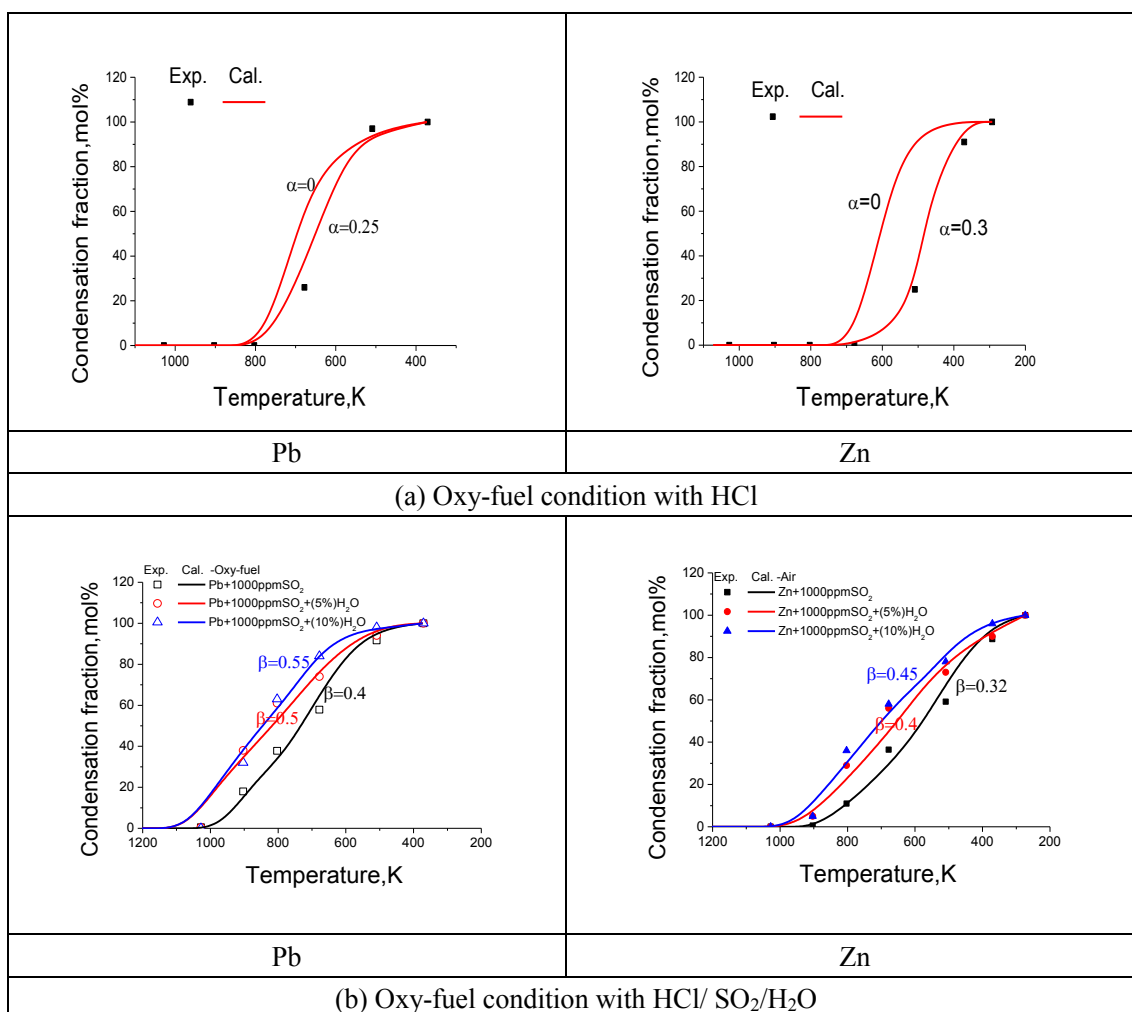 Exp. Cal.
Condensation fraction,mol%
120
100
80
60
40
20
0
α=0
α=0.25
1000 800 600 400
Temperature,K
Exp. Cal.
Condensation fraction,mol%
120
100
80
60
40
20
0
α=0
α=0.3
1000 800 600 400 200
Temperature,K
Pb Zn
(a) Oxy-fuel condition with HCl
Exp. Cal. -Oxy-fuel
Pb+1000ppmSO₂
Pb+1000ppmSO₂+(5%)H₂O
Pb+1000ppmSO₂+(10%)H₂O
Condensation fraction,mol%
120
100
80
60
40
20
0
β=0.55
β=0.4
β=0.5
1200 1000 800 600 400 200
Temperature,K
Exp. Cal. -Air
Zn+1000ppmSO₂
Zn+1000ppmSO₂+(5%)H₂O
Zn+1000ppmSO₂+(10%)H₂O
Condensation fraction,mol%
120
100
80
60
40
20
0
β=0.45
β=0.32
β=0.4
1200 1000 800 600 400 200
Temperature,K
Pb Zn
(b) Oxy-fuel condition with HCl/ SO₂/H₂O